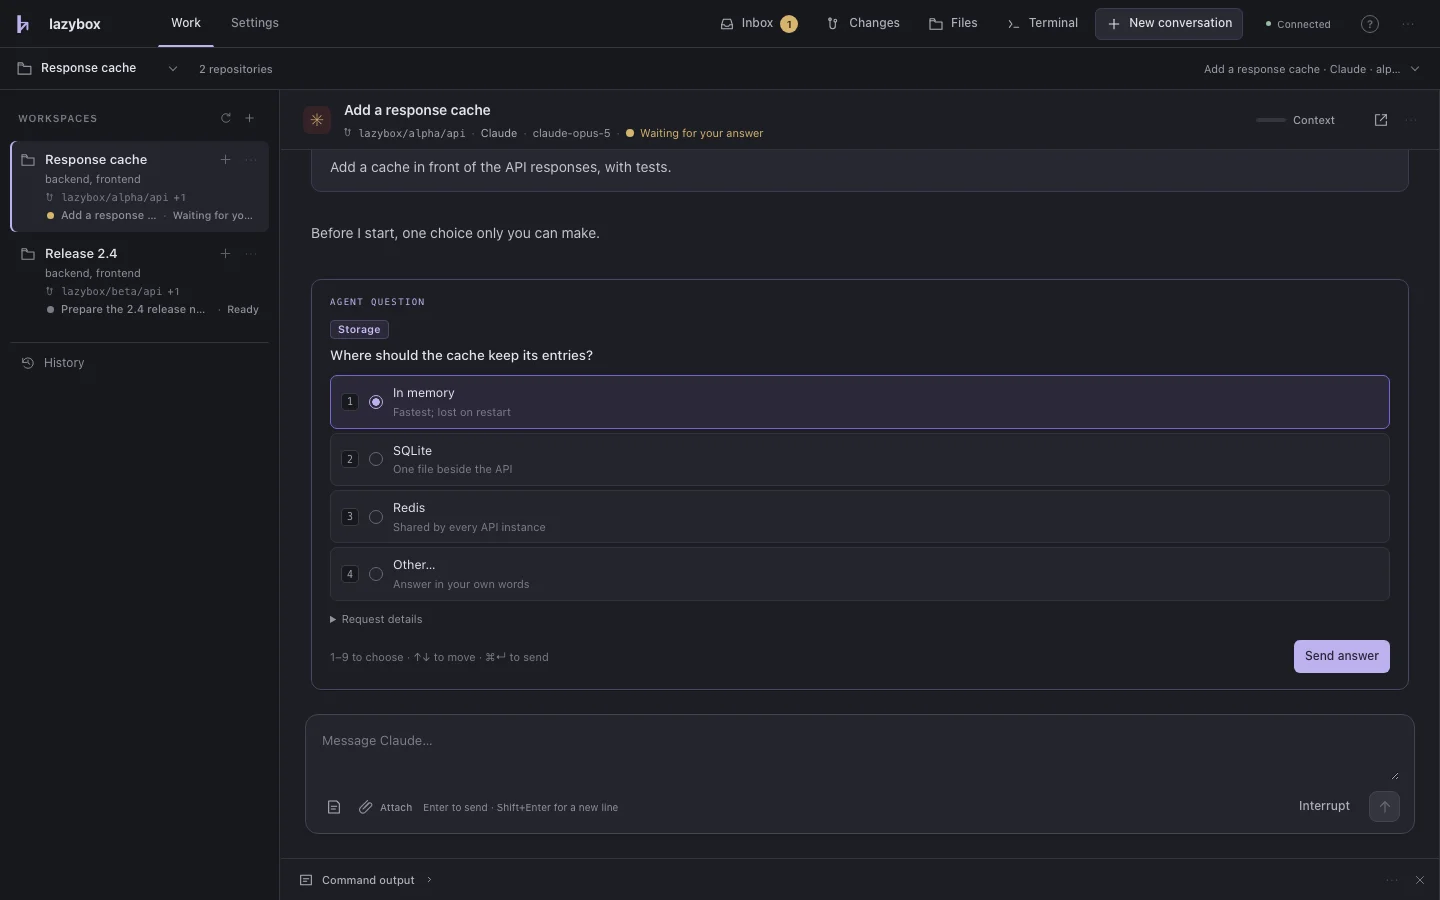 lazybox
Work
Settings
Inbox 1
Changes
Files
Terminal
New conversation
Connected
?
Response cache
2 repositories
Add a response cache · Claude · alp...
WORKSPACES
Response cache
backend, frontend
lazybox/alpha/api +1
Add a response ... · Waiting for yo...
Release 2.4
backend, frontend
lazybox/beta/api +1
Prepare the 2.4 release n... · Ready
History
Add a response cache
lazybox/alpha/api · Claude · claude-opus-5 · Waiting for your answer
Context
Add a cache in front of the API responses, with tests.
Before I start, one choice only you can make.
AGENT QUESTION
Storage
Where should the cache keep its entries?
1 In memory
Fastest; lost on restart
2 SQLite
One file beside the API
3 Redis
Shared by every API instance
4 Other...
Answer in your own words
Request details
1–9 to choose · ↑↓ to move · ⌘↵ to send
Send answer
Message Claude...
Attach
Enter to send · Shift+Enter for a new line
Interrupt
Command output